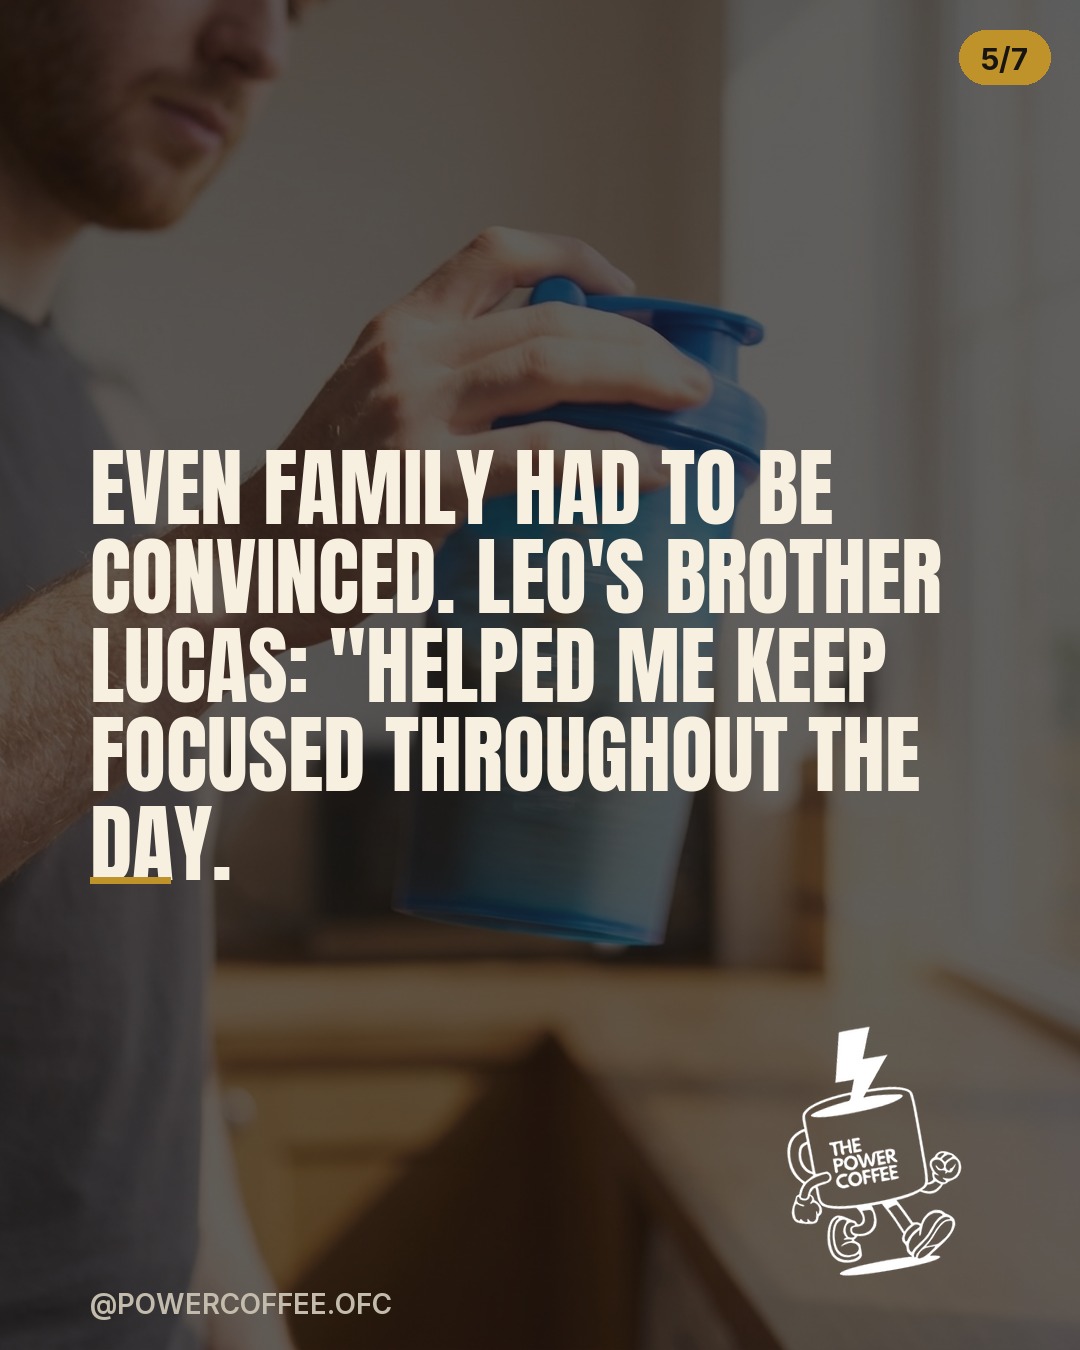 5/7
EVEN FAMILY HAD TO BE
CONVINCED. LEO'S BROTHER
LUCAS: "HELPED ME KEEP
FOCUSED THROUGHOUT THE
DAY.
THE
POWER
COFFEE
@POWERCOFFEE.OFC